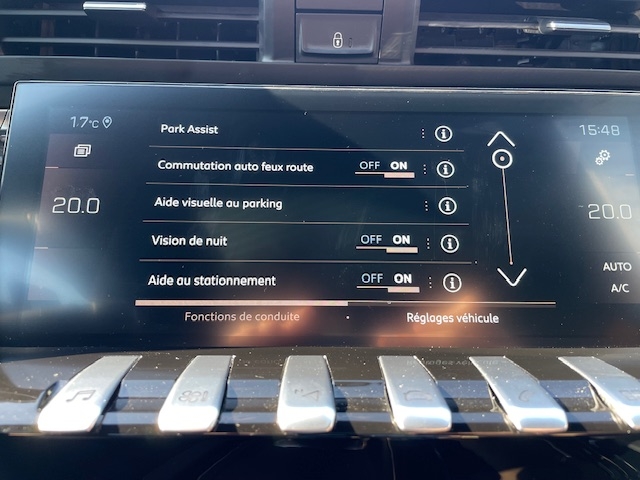 17°C 15:48
Park Assist
Commutation auto feux route OFF ON
Aide visuelle au parking
20.0 20.0
Vision de nuit OFF ON
AUTO
Aide au stationnement OFF ON
A/C
Fonctions de conduite Réglages véhicule